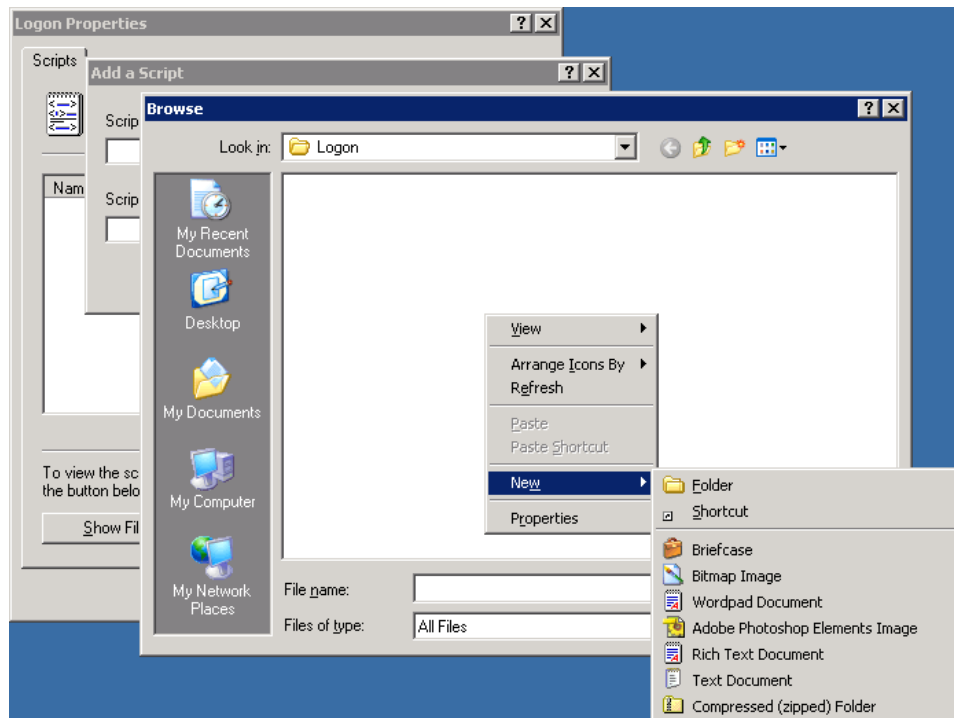 Logon Properties
Scripts
Add a Script
Scrip
Nam
Scrip
To view the sc
the button belo
Show Fil
Browse
Look in:
Logon
My Recent
Documents
Desktop
My Documents
My Computer
My Network
Places
File name:
Files of type:
All Files
View
Arrange Icons By
Refresh
Paste
Paste Shortcut
New
Properties
Folder
Shortcut
Briefcase
Bitmap Image
Wordpad Document
Adobe Photoshop Elements Image
Rich Text Document
Text Document
Compressed (zipped) Folder